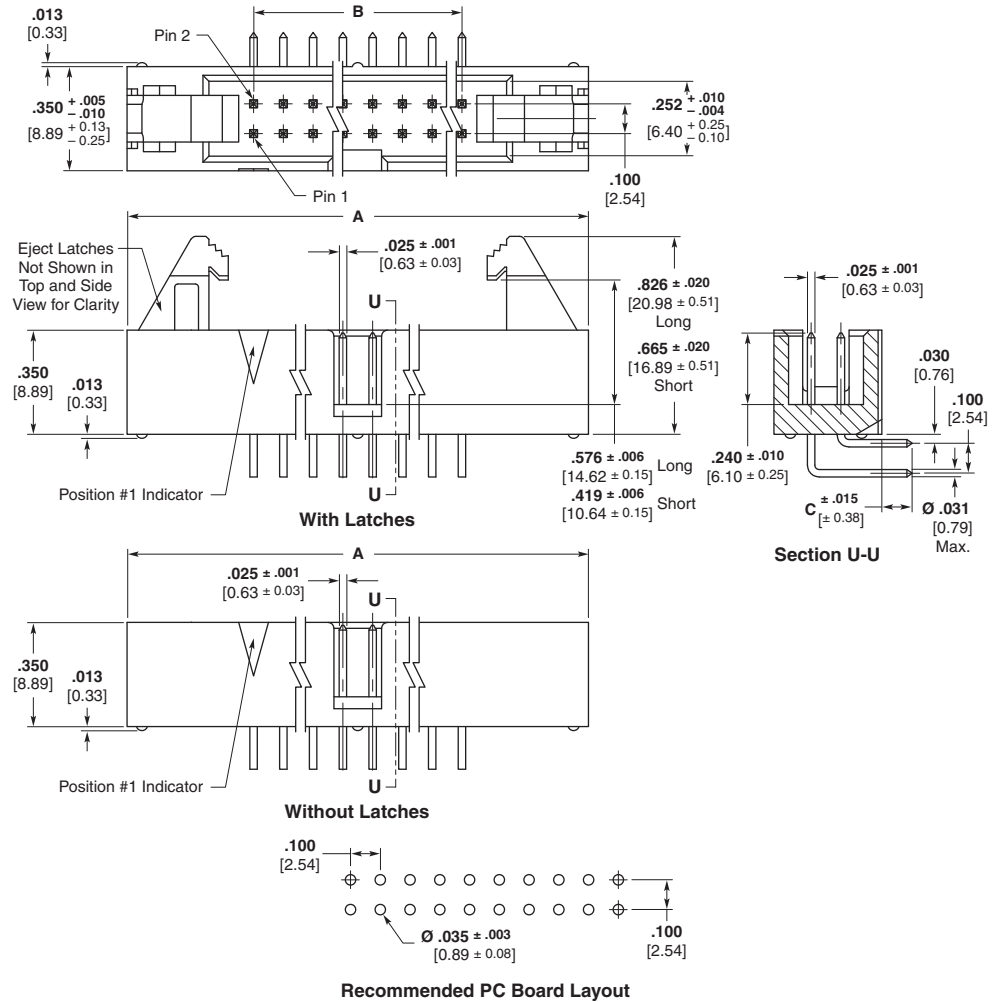 .013
[0.33]
B
Pin 2
.350 + .005 - .010
[8.89 + 0.13 - 0.25]
.252 + .010 - .004
[6.40 + 0.25 - 0.10]
.100
[2.54]
Pin 1
A
Eject Latches
Not Shown in
Top and Side
View for Clarity
.025 ± .001
[0.63 ± 0.03]
U
.826 ± .020
[20.98 ± 0.51]
Long
.665 ± .020
[16.89 ± 0.51]
Short
.350
[8.89]
.013
[0.33]
.576 ± .006
[14.62 ± 0.15] Long
.419 ± .006
[10.64 ± 0.15] Short
Position #1 Indicator
U
With Latches
.025 ± .001
[0.63 ± 0.03]
.030
[0.76]
.100
[2.54]
.240 ± .010
[6.10 ± 0.25]
C ± .015
[± 0.38]
Ø .031
[0.79]
Max.
Section U-U
A
.025 ± .001
[0.63 ± 0.03]
U
.350
[8.89]
.013
[0.33]
Position #1 Indicator
U
Without Latches
.100
[2.54]
.100
[2.54]
Ø .035 ± .003
[0.89 ± 0.08]
Recommended PC Board Layout